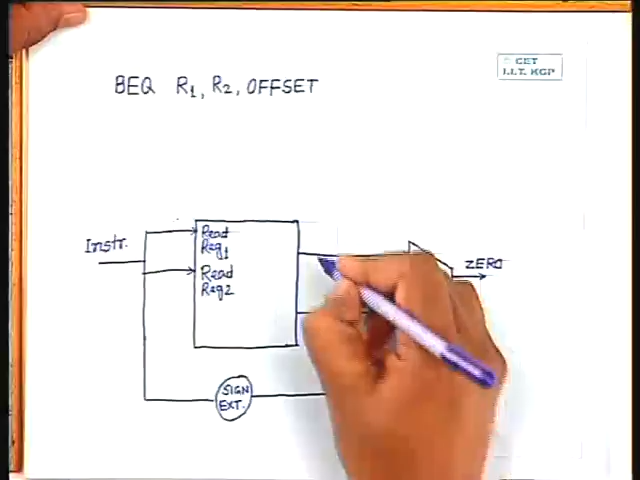 © CET
I.I.T. KGP
BEQ R1, R2, OFFSET
Instr.
Read
Reg1
Read
Reg2
ZERO
SIGN
EXT.